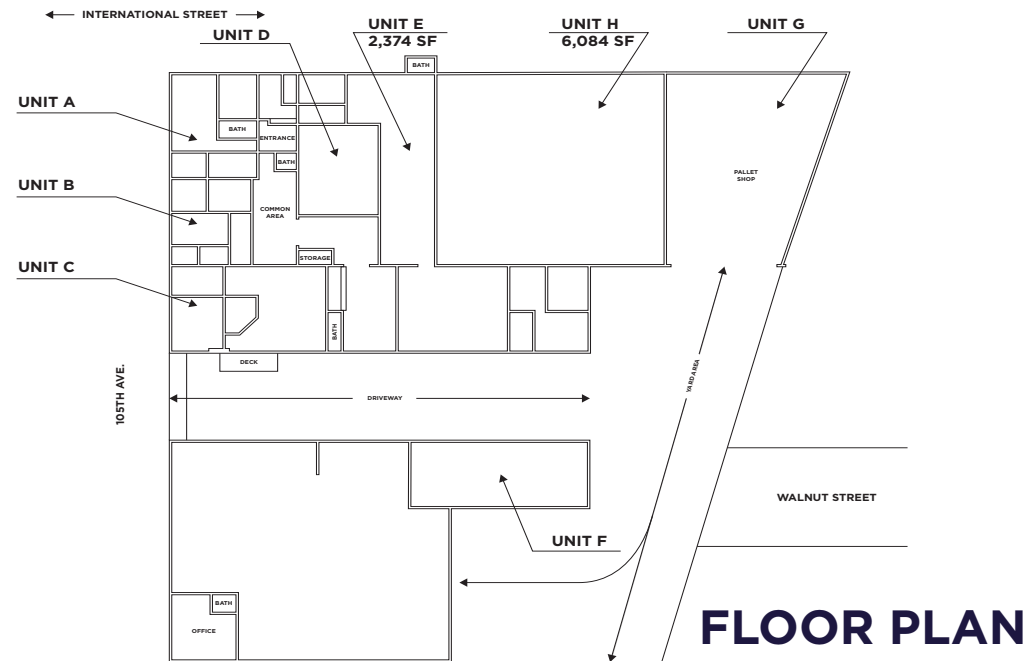 INTERNATIONAL STREET
UNIT D
UNIT E
2,374 SF
UNIT H
6,084 SF
UNIT G
BATH
UNIT A
BATH
ENTRANCE
BATH
PALLET
SHOP
UNIT B
COMMON
AREA
STORAGE
UNIT C
BATH
DECK
105TH AVE.
DRIVEWAY
YARD AREA
WALNUT STREET
UNIT F
BATH
OFFICE
FLOOR PLAN